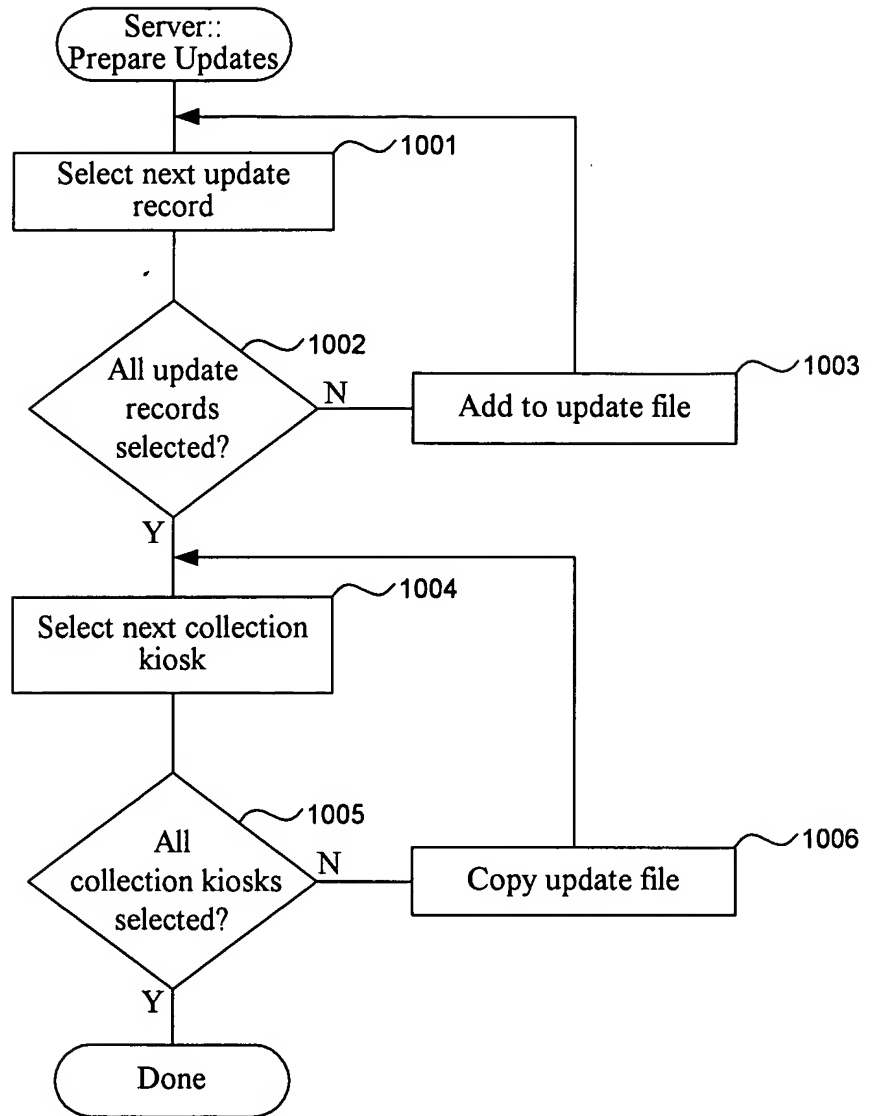 Server::
Prepare Updates
1001
Select next update
record
1002
All update
records
selected?
N
1003
Add to update file
Y
1004
Select next collection
kiosk
1005
All
collection kiosks
selected?
N
1006
Copy update file
Y
Done